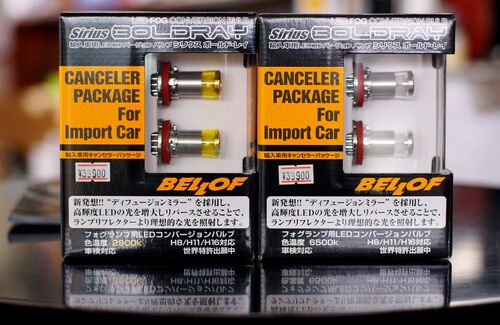 LED FOG CONVERSION BULB
Sirius BOLDRAY
輸入車用LEDコンバージョンバルブ シリウス ボールド・レイ
CANCELER
PACKAGE
For
Import Car
輸入車用キャンセラーパッケージ
¥39900
BELLOF
新発想!! "ディフュージョンミラー"を採用し、
高輝度LEDの光を増大しリバースさせることで、
ランプリフレクターより理想的な光を照射します。
フォグランプ用LEDコンバージョンバルブ
色温度 2900k H8/H11/H16対応
車検対応 世界特許出願中
LED FOG CONVERSION BULB
Sirius BOLDRAY
輸入車用LEDコンバージョンバルブ シリウス ボールド・レイ
CANCELER
PACKAGE
For
Import Car
輸入車用キャンセラーパッケージ
¥39900
BELLOF
新発想!! "ディフュージョンミラー"を採用し、
高輝度LEDの光を増大しリバースさせることで、
ランプリフレクターより理想的な光を照射します。
フォグランプ用LEDコンバージョンバルブ
色温度 6500k H8/H11/H16対応
車検対応 世界特許出願中